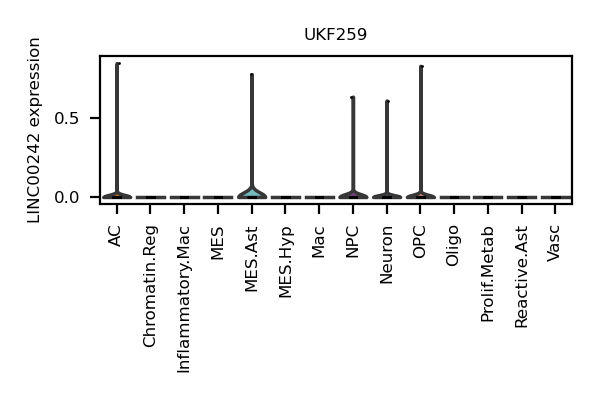 UKF259
LINC00242 expression
0.5
0.0
AC
Chromatin.Reg
Inflammatory.Mac
MES
MES.Ast
MES.Hyp
Mac
NPC
Neuron
OPC
Oligo
Prolif.Metab
Reactive.Ast
Vasc